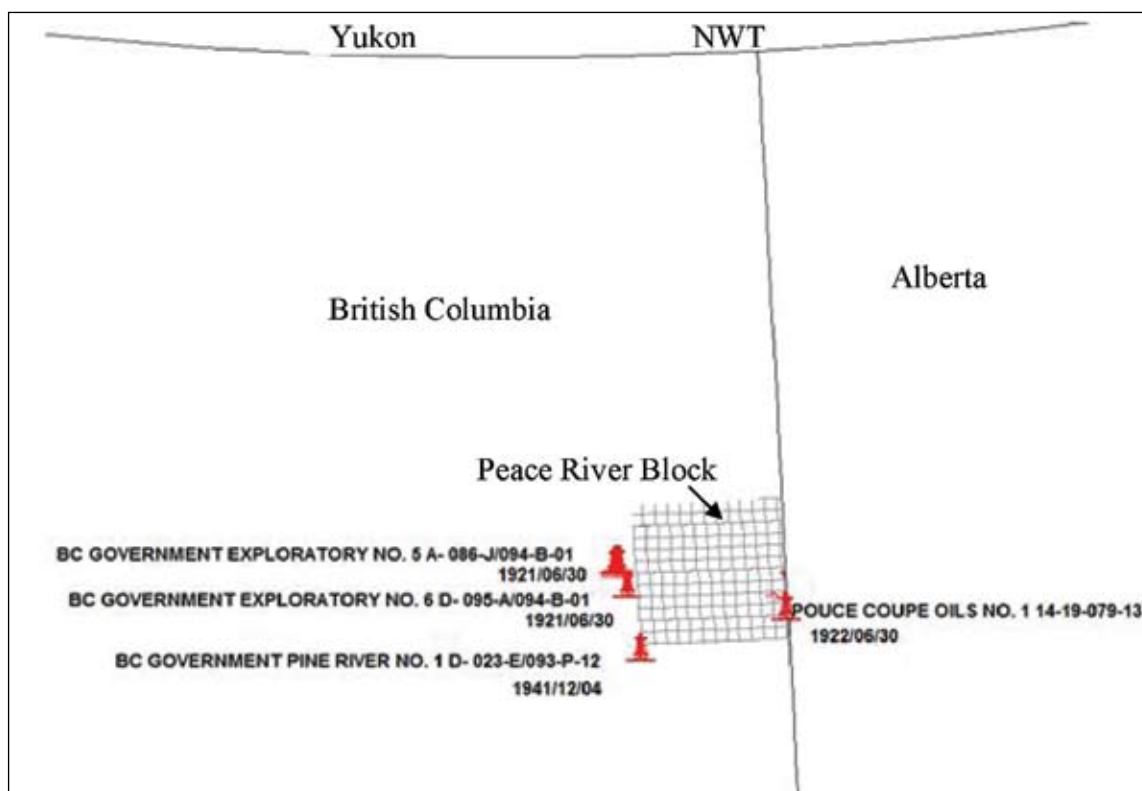 Yukon
NWT
Alberta
British Columbia
Peace River Block
BC GOVERNMENT EXPLORATORY NO. 5 A- 086-J/094-B-01
1921/06/30
BC GOVERNMENT EXPLORATORY NO. 6 D- 095-A/094-B-01
1921/06/30
POUCE COUPE OILS NO. 1 14-19-079-13
1922/06/30
BC GOVERNMENT PINE RIVER NO. 1 D- 023-E/093-P-12
1941/12/04